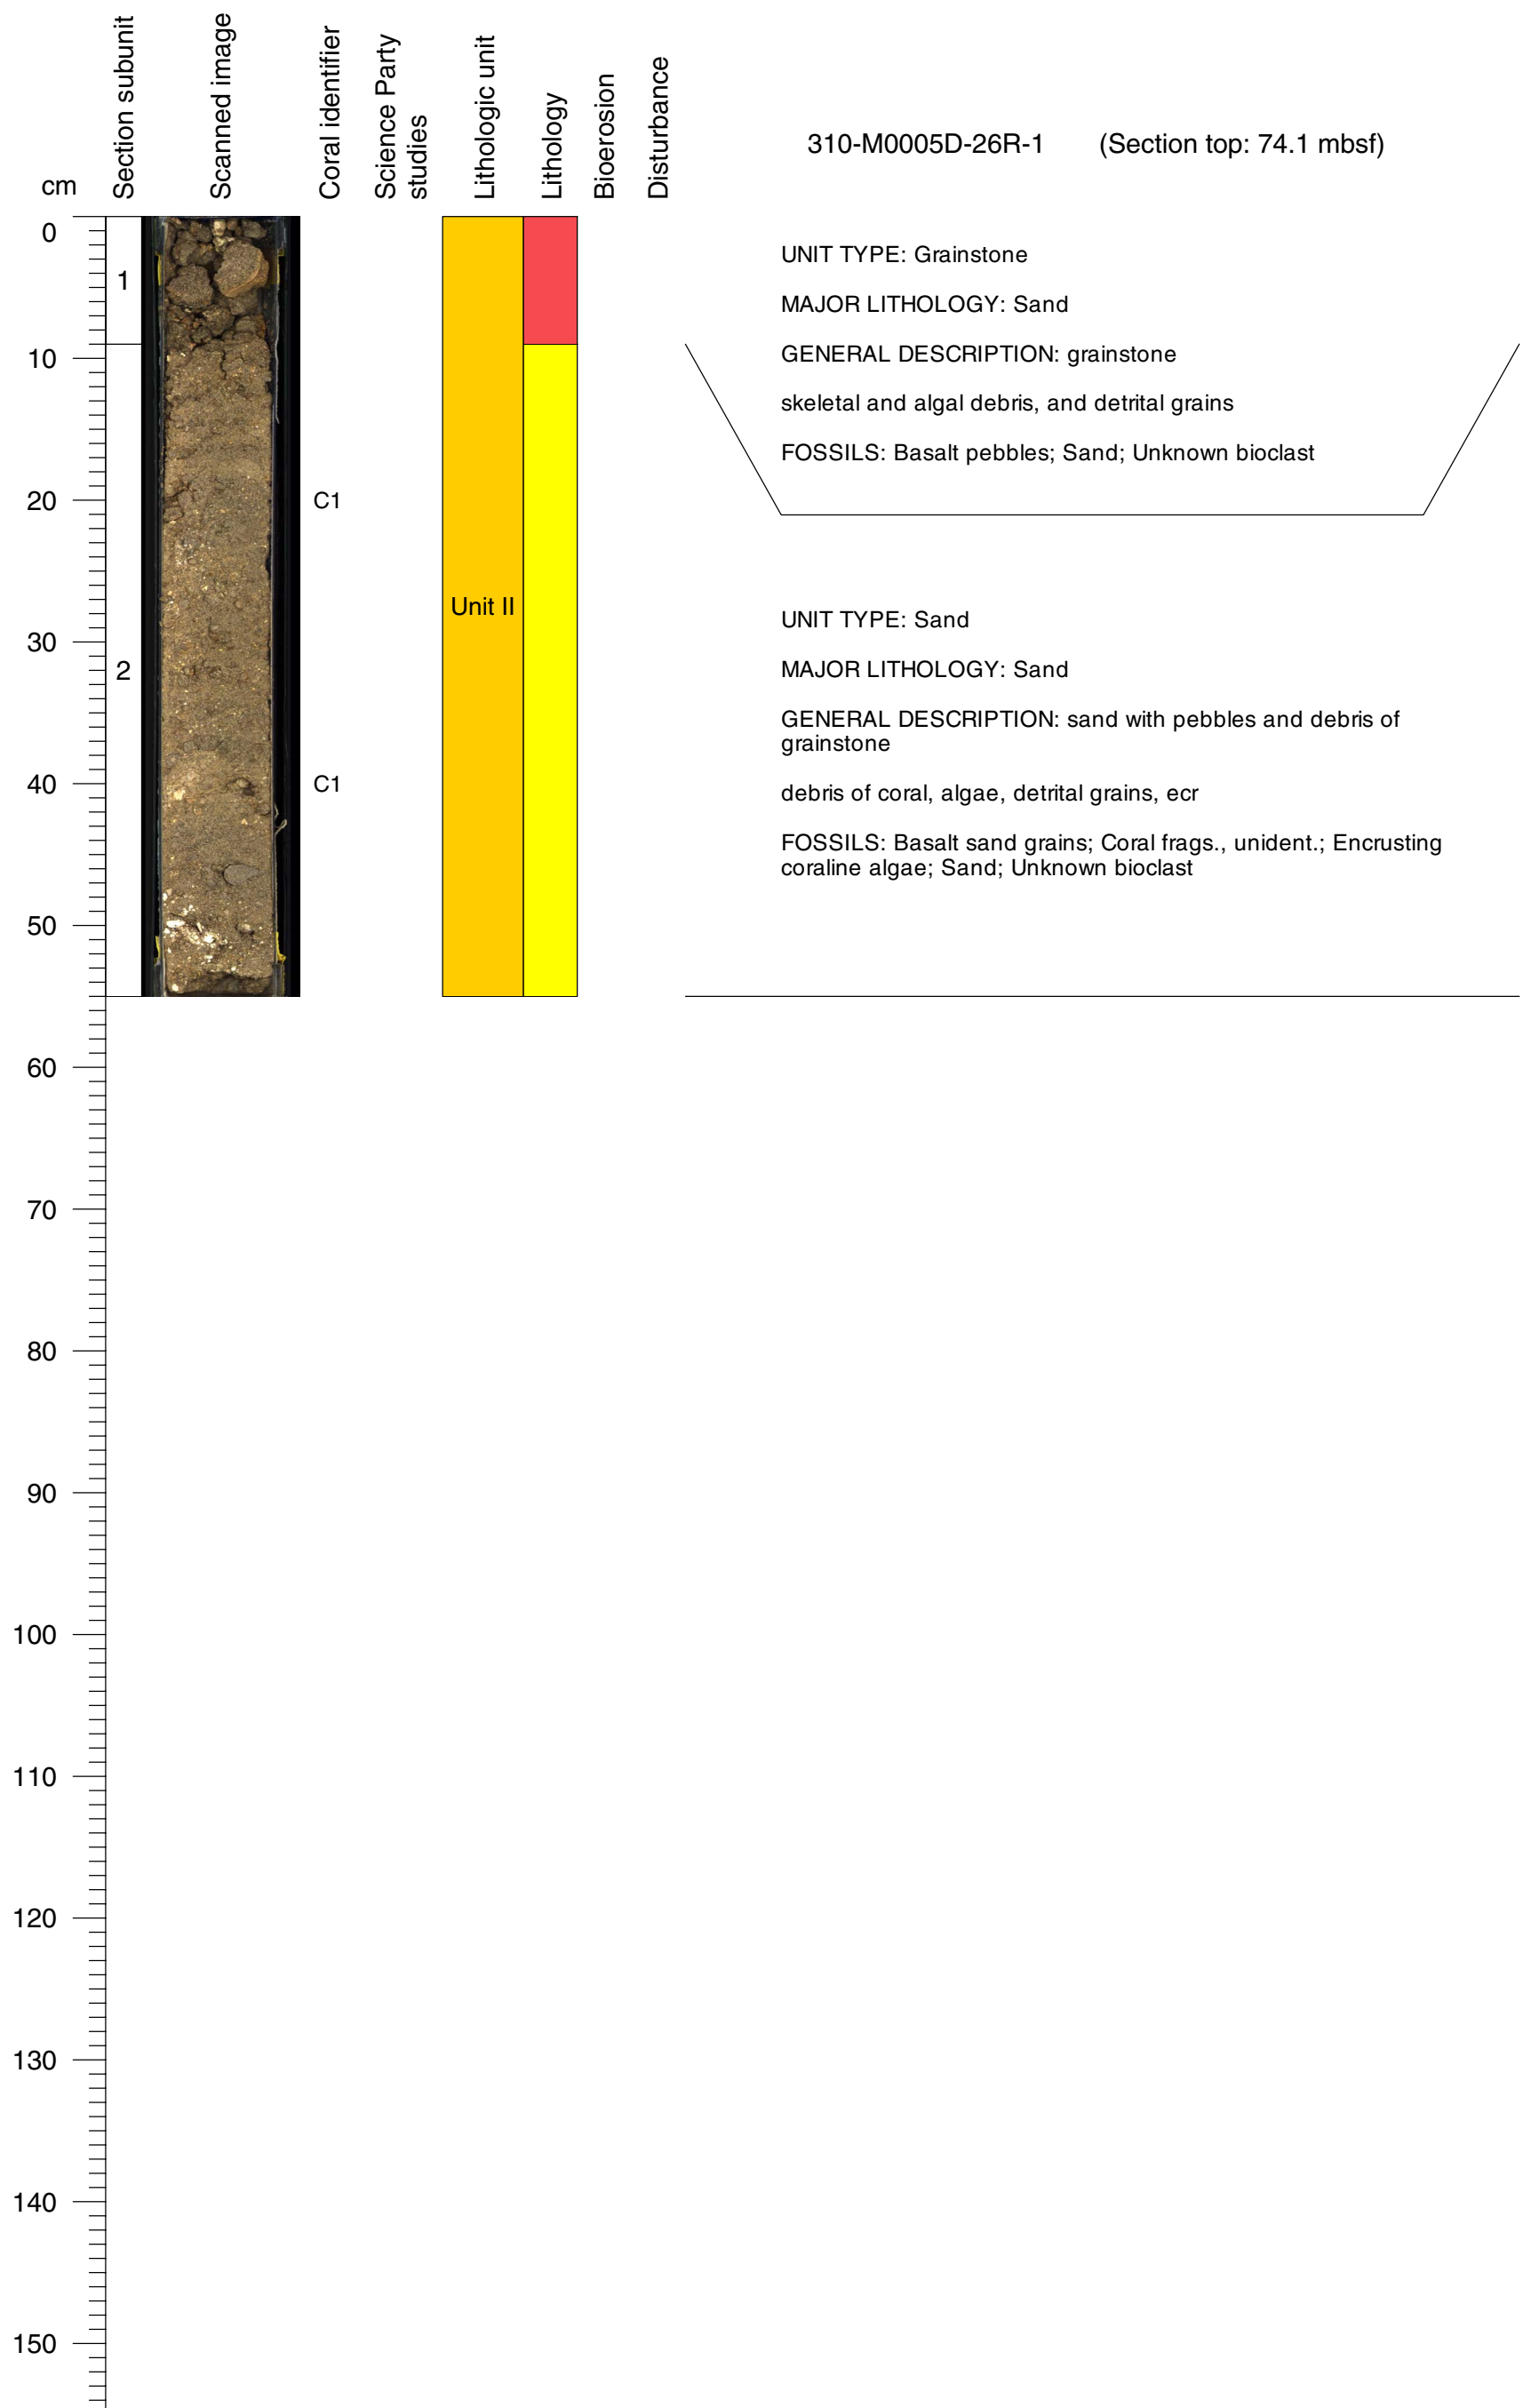 Section subunit
Scanned image
Coral identifier
Science Party
studies
Lithologic unit
Lithology
Bioerosion
Disturbance
cm
310-M0005D-26R-1 (Section top: 74.1 mbsf)
0
1
10
20
C1
Unit II
30
2
40
C1
50
60
70
80
90
100
110
120
130
140
150
UNIT TYPE: Grainstone
MAJOR LITHOLOGY: Sand
GENERAL DESCRIPTION: grainstone
skeletal and algal debris, and detrital grains
FOSSILS: Basalt pebbles; Sand; Unknown bioclast
UNIT TYPE: Sand
MAJOR LITHOLOGY: Sand
GENERAL DESCRIPTION: sand with pebbles and debris of
grainstone
debris of coral, algae, detrital grains, ecr
FOSSILS: Basalt sand grains; Coral frags., unident.; Encrusting
coraline algae; Sand; Unknown bioclast